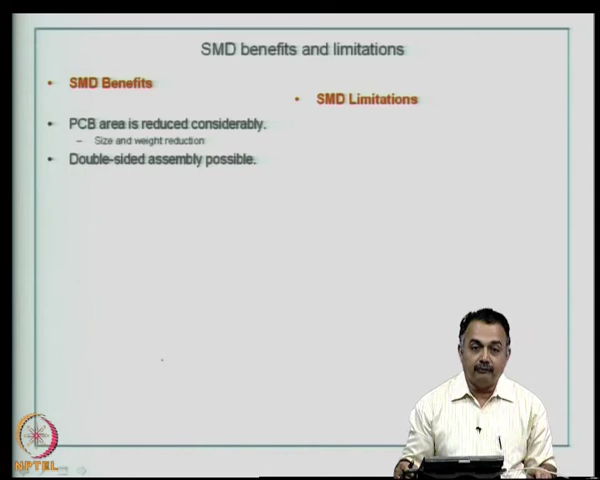 SMD benefits and limitations
• SMD Benefits
• SMD Limitations
• PCB area is reduced considerably.
– Size and weight reduction
• Double-sided assembly possible.
NPTEL